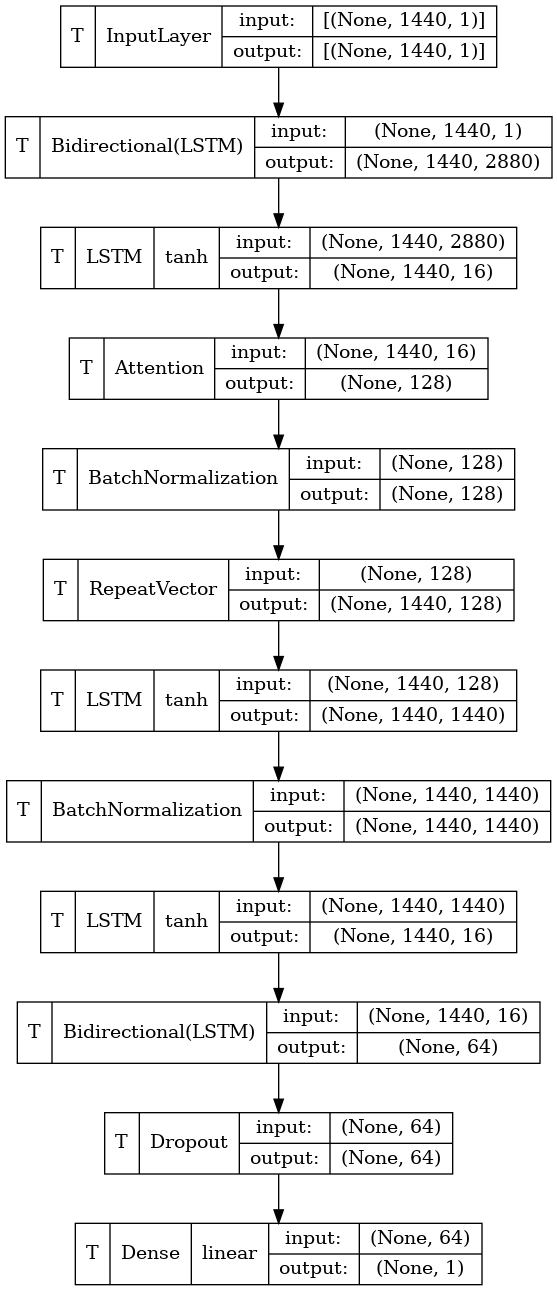 T InputLayer input: [(None, 1440, 1)]
output: [(None, 1440, 1)]
T Bidirectional(LSTM) input: (None, 1440, 1)
output: (None, 1440, 2880)
T LSTM tanh input: (None, 1440, 2880)
output: (None, 1440, 16)
T Attention input: (None, 1440, 16)
output: (None, 128)
T BatchNormalization input: (None, 128)
output: (None, 128)
T RepeatVector input: (None, 128)
output: (None, 1440, 128)
T LSTM tanh input: (None, 1440, 128)
output: (None, 1440, 1440)
T BatchNormalization input: (None, 1440, 1440)
output: (None, 1440, 1440)
T LSTM tanh input: (None, 1440, 1440)
output: (None, 1440, 16)
T Bidirectional(LSTM) input: (None, 1440, 16)
output: (None, 64)
T Dropout input: (None, 64)
output: (None, 64)
T Dense linear input: (None, 64)
output: (None, 1)